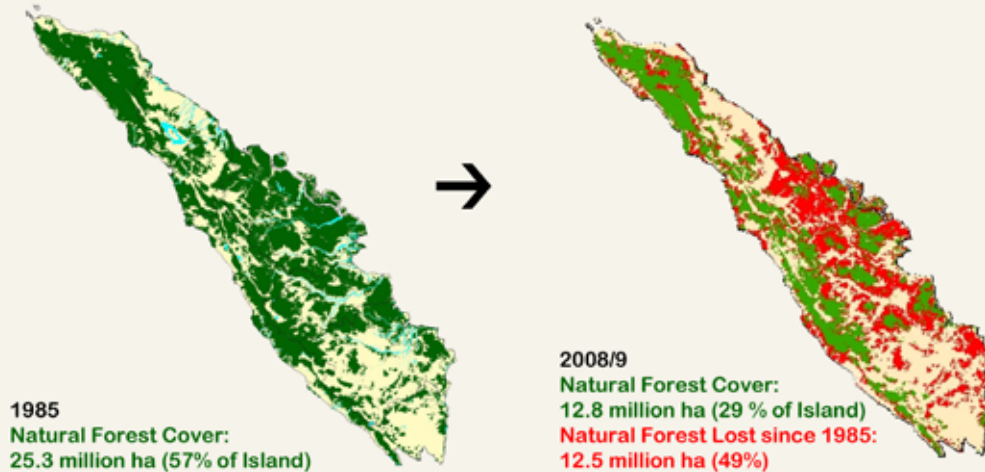 1985
Natural Forest Cover:
25.3 million ha (57% of Island)
2008/9
Natural Forest Cover:
12.8 million ha (29 % of Island)
Natural Forest Lost since 1985:
12.5 million ha (49%)